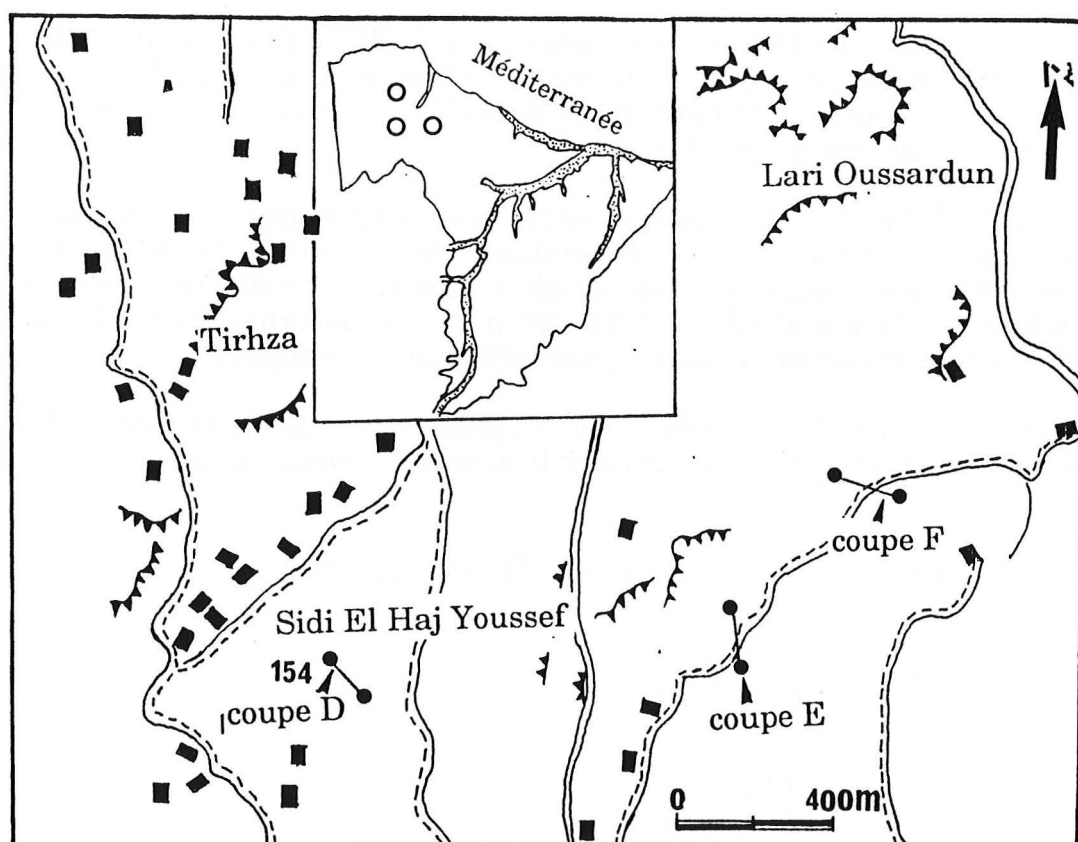 Méditerranée
N
Lari Oussardun
Tirhza
coupe F
Sidi El Haj Youssef
154
coupe D
coupe E
0 400m